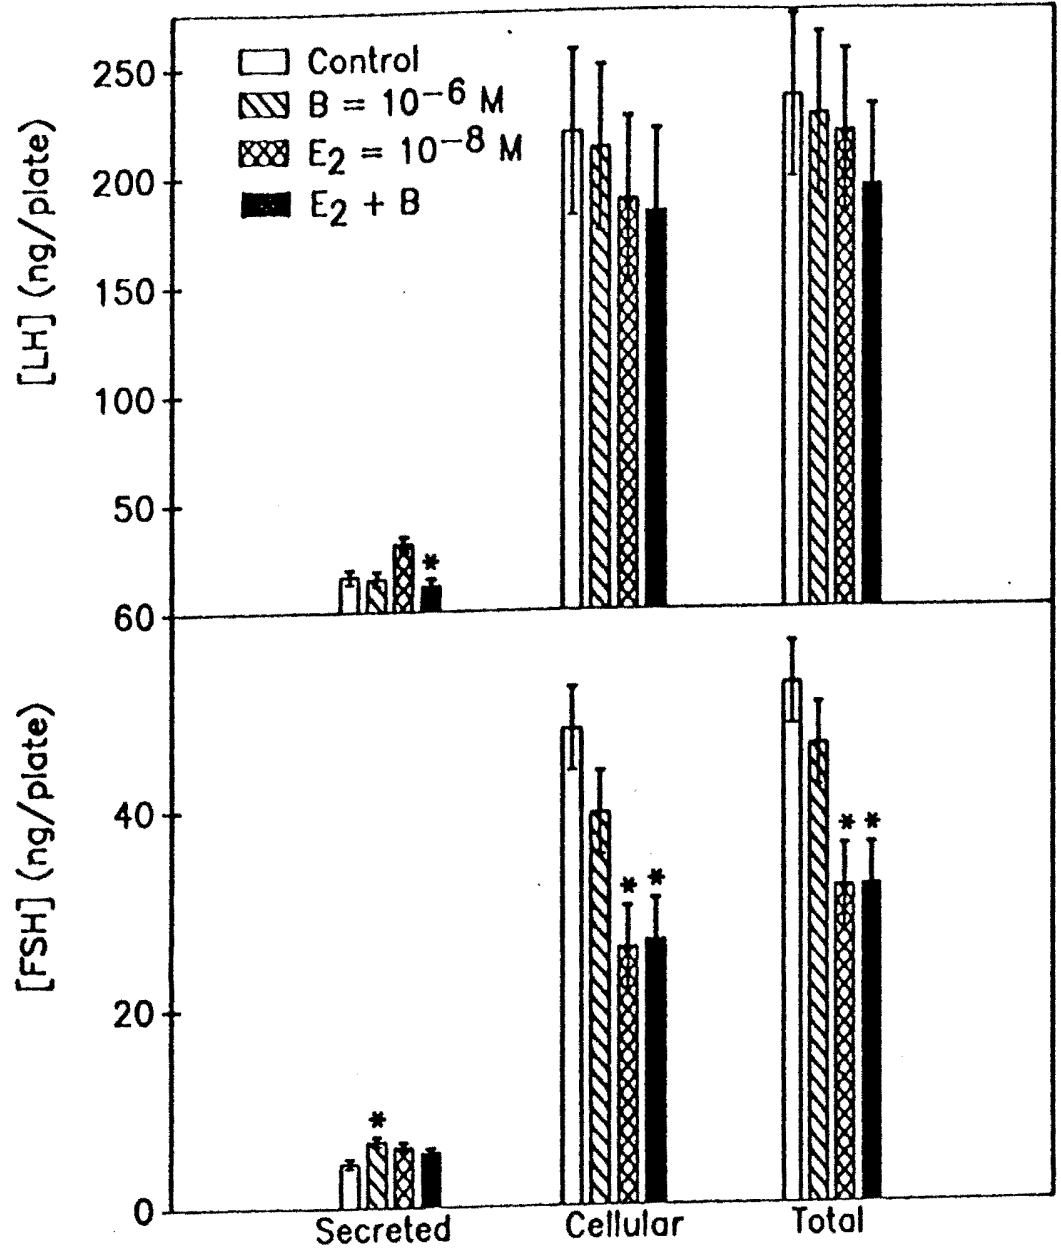 [LH] (ng/plate)
250
200
150
100
50
Control
B = 10⁻⁶ M
E₂ = 10⁻⁸ M
E₂ + B
*
[FSH] (ng/plate)
60
40
20
0
*
* *
* *
Secreted Cellular Total